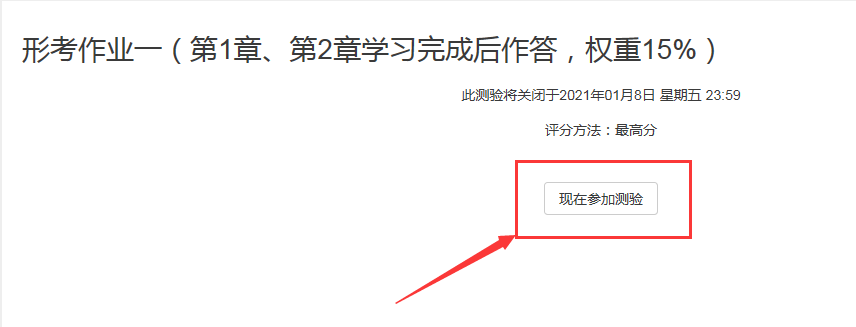 形考作业一（第1章、第2章学习完成后作答，权重15%）
此测验将关闭于2021年01月8日 星期五 23:59
评分方法：最高分
现在参加测验